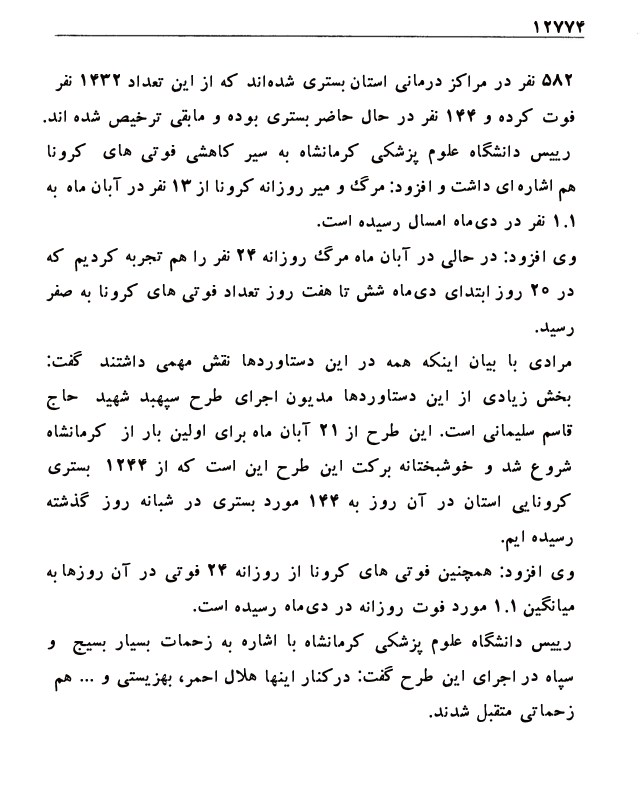 ۱۲۷۷۴
۵۸۲ نفر در مراکز درمانی استان بستری شده‌اند که از این تعداد ۱۴۳۲ نفر
فوت کرده و ۱۴۴ نفر در حال حاضر بستری بوده و مابقی ترخیص شده اند.
رییس دانشگاه علوم پزشکی کرمانشاه به سیر کاهشی فوتی های کرونا
هم اشاره‌ای داشت و افزود: مرگ و میر روزانه کرونا از ۱۳ نفر در آبان ماه به
۱.۱ نفر در دی‌ماه امسال رسیده است.
وی افزود: در حالی در آبان ماه مرگ روزانه ۲۴ نفر را هم تجربه کردیم که
در ۲۰ روز ابتدای دی‌ماه شش تا هفت روز تعداد فوتی های کرونا به صفر
رسید.
مرادی با بیان اینکه همه در این دستاوردها نقش مهمی داشتند گفت:
بخش زیادی از این دستاوردها مدیون اجرای طرح سپهبد شهید حاج
قاسم سلیمانی است. این طرح از ۲۱ آبان ماه برای اولین بار از کرمانشاه
شروع شد و خوشبختانه برکت این طرح این است که از ۱۲۴۴ بستری
کرونایی استان در آن روز به ۱۴۴ مورد بستری در شبانه روز گذشته
رسیده ایم.
وی افزود: همچنین فوتی های کرونا از روزانه ۲۴ فوتی در آن روزها به
میانگین ۱.۱ مورد فوت روزانه در دی‌ماه رسیده است.
رییس دانشگاه علوم پزشکی کرمانشاه با اشاره به زحمات بسیار بسیج و
سپاه در اجرای این طرح گفت: درکنار اینها هلال احمر، بهزیستی و ... هم
زحماتی متقبل شدند.